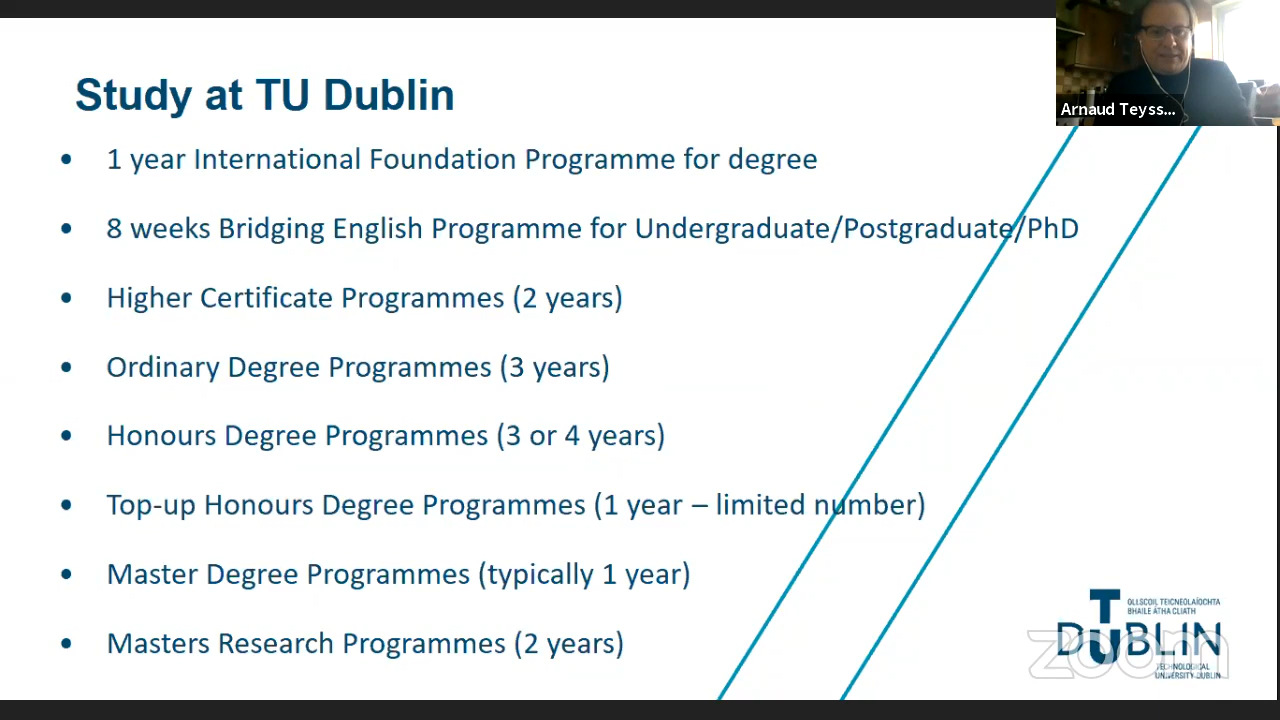 Study at TU Dublin
Arnaud Teyss...
• 1 year International Foundation Programme for degree
• 8 weeks Bridging English Programme for Undergraduate/Postgraduate/PhD
• Higher Certificate Programmes (2 years)
• Ordinary Degree Programmes (3 years)
• Honours Degree Programmes (3 or 4 years)
• Top-up Honours Degree Programmes (1 year – limited number)
• Master Degree Programmes (typically 1 year)
• Masters Research Programmes (2 years)
OLLSCOIL TEICNEOLAÍOCHTA
BHAILE ÁTHA CLIATH
TU DUBLIN
zoom
TECHNOLOGICAL
UNIVERSITY DUBLIN